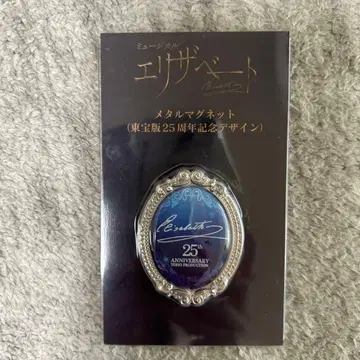 ミュージカル
エリザベート
Elisabeth
メタルマグネット
(東宝版25周年記念デザイン)
Elisabeth
25th
ANNIVERSARY
TOHO PRODUCTION